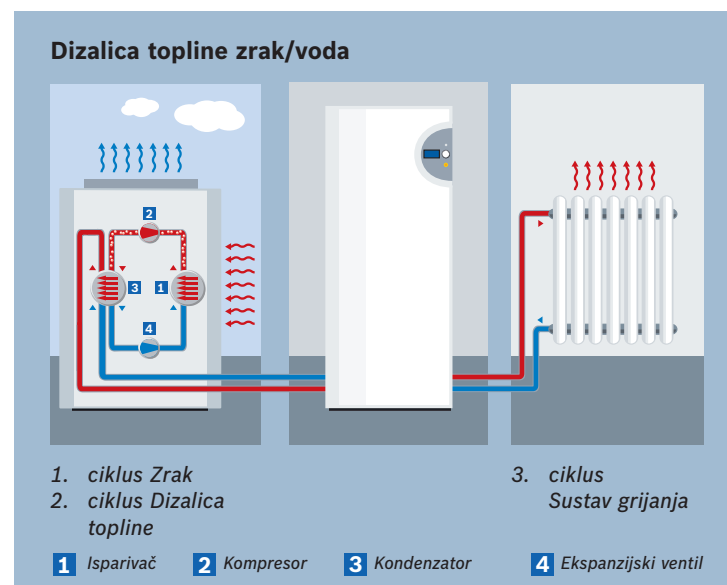 Dizalica topline zrak/voda
2
3
1
4
1. ciklus Zrak
2. ciklus Dizalica
topline
3. ciklus
Sustav grijanja
1 Isparivač
2 Kompresor
3 Kondenzator
4 Ekspanzijski ventil